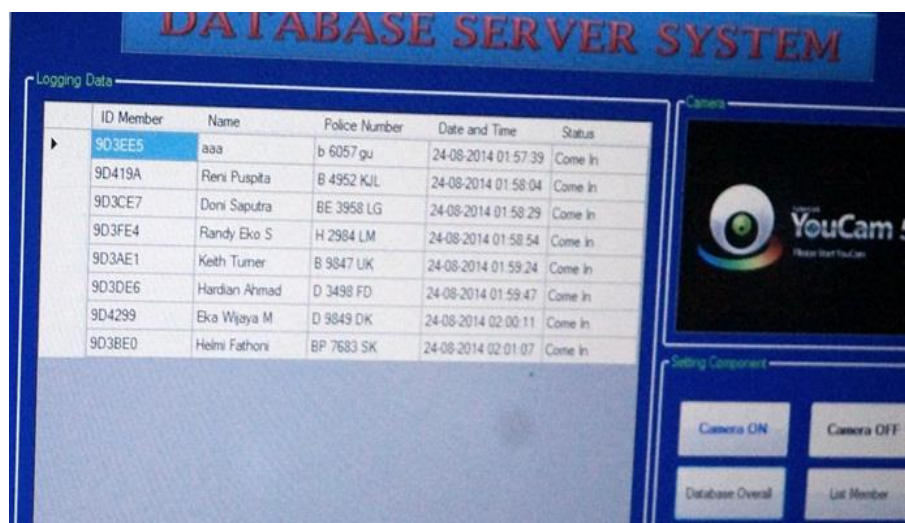 DATABASE SERVER SYSTEM
Logging Data
ID Member Name Police Number Date and Time Status
9D3EE5 aaa b 6057 gu 24-08-2014 01:57:39 Come In
9D419A Reni Puspita B 4952 KJL 24-08-2014 01:58:04 Come In
9D3CE7 Doni Saputra BE 3958 LG 24-08-2014 01:58:29 Come In
9D3FE4 Randy Eko S H 2984 LM 24-08-2014 01:58:54 Come In
9D3AE1 Keith Turner B 9847 UK 24-08-2014 01:59:24 Come In
9D3DE6 Hardian Ahmad D 3498 FD 24-08-2014 01:59:47 Come In
9D4299 Eka Wijaya M D 9849 DK 24-08-2014 02:00:11 Come In
9D3BE0 Helmi Fathoni BP 7683 SK 24-08-2014 02:01:07 Come In
Camera
YouCam 5
Please Start YouCam
Setting Component
Camera ON Camera OFF
Database Overall List Member